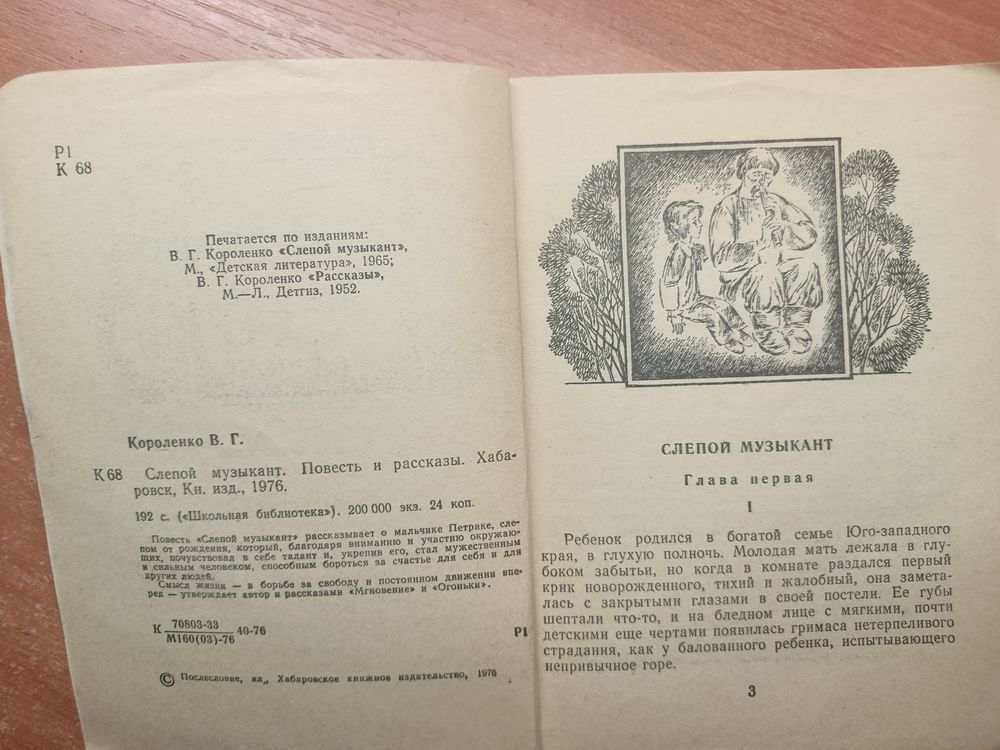 Р1
К 68
Печатается по изданиям:
В. Г. Короленко «Слепой музыкант»,
М., «Детская литература», 1965;
В. Г. Короленко «Рассказы»,
М.—Л., Детгиз, 1952.
Короленко В. Г.
К68 Слепой музыкант. Повесть и рассказы. Хаба-
ровск, Кн. изд., 1976.
192 с. («Школьная библиотека»). 200 000 экз. 24 коп.
Повесть «Слепой музыкант» рассказывает о мальчике Петрике, сле-
пом от рождения, который, благодаря вниманию и участию окружаю-
щих, почувствовал в себе талант и, укрепив его, стал мужественным
и сильным человеком, способным бороться за счастье для себя и для
других людей.
Смысл жизни — в борьбе за свободу и постоянном движении впе-
ред — утверждает автор и рассказами «Мгновение» и «Огоньки».
К 70803-33
М160(03)-76 40-76
Р1
© Послесловие, ил., Хабаровское книжное издательство, 1976
СЛЕПОЙ МУЗЫКАНТ
Глава первая
I
Ребенок родился в богатой семье Юго-западного
края, в глухую полночь. Молодая мать лежала в глу-
боком забытьи, но когда в комнате раздался первый
крик новорожденного, тихий и жалобный, она замета-
лась с закрытыми глазами в своей постели. Ее губы
шептали что-то, и на бледном лице с мягкими, почти
детскими еще чертами появилась гримаса нетерпеливого
страдания, как у балованного ребенка, испытывающего
непривычное горе.
3